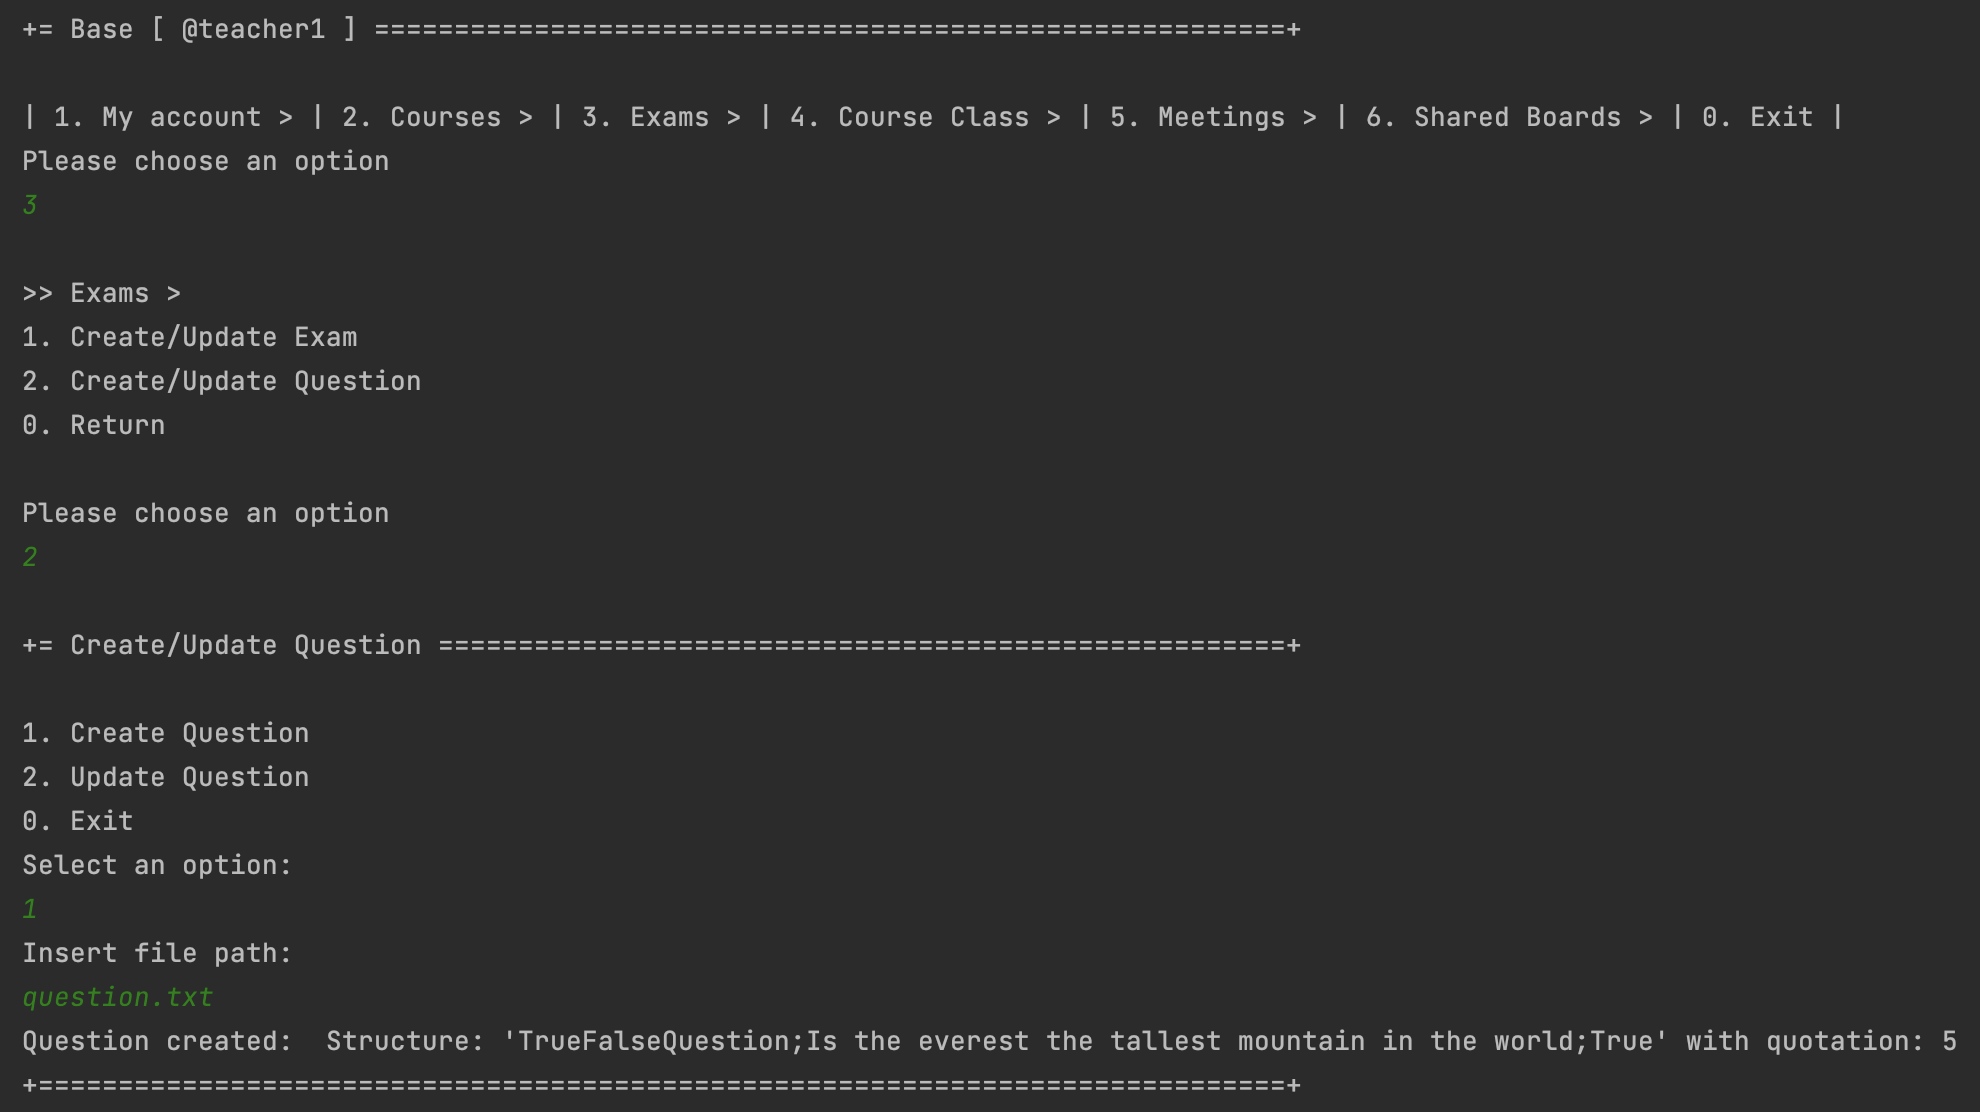 += Base [ @teacher1 ] =========================================================+
| 1. My account > | 2. Courses > | 3. Exams > | 4. Course Class > | 5. Meetings > | 6. Shared Boards > | 0. Exit |
Please choose an option
3
>> Exams >
1. Create/Update Exam
2. Create/Update Question
0. Return
Please choose an option
2
+= Create/Update Question =====================================================+
1. Create Question
2. Update Question
0. Exit
Select an option:
1
Insert file path:
question.txt
Question created:  Structure: 'TrueFalseQuestion;Is the everest the tallest mountain in the world;True' with quotation: 5
+==============================================================================+